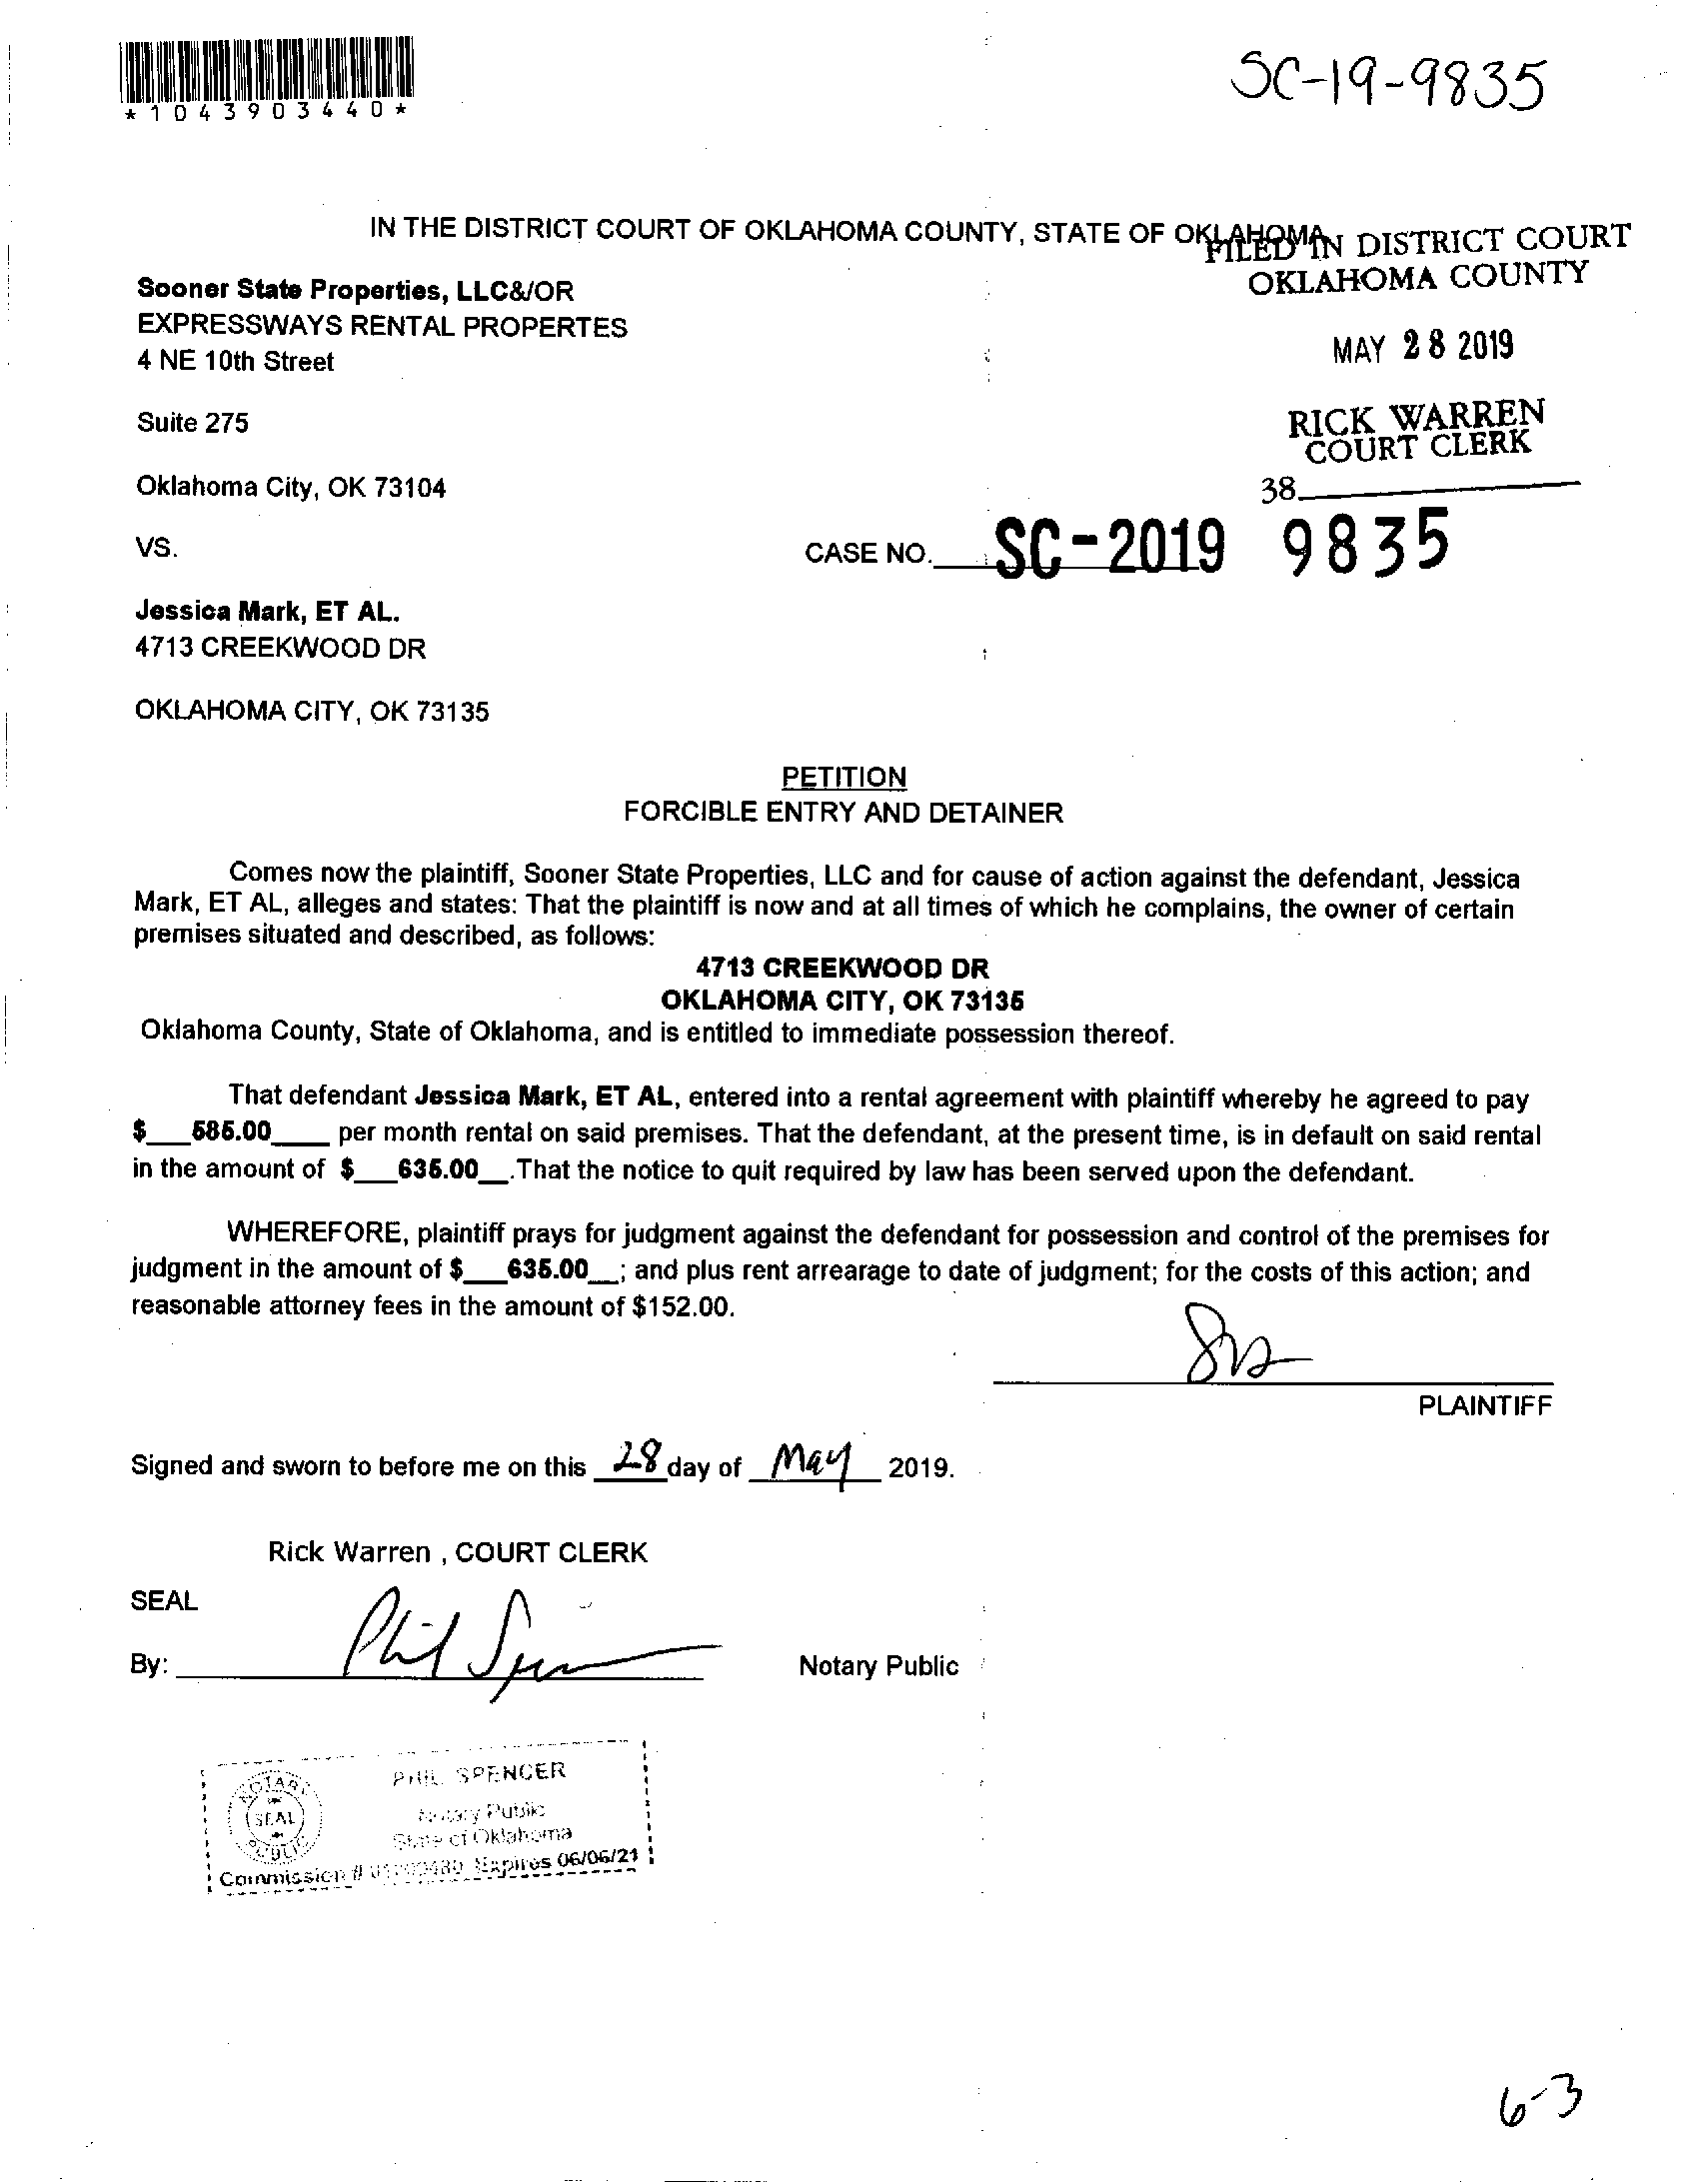 *1043903440*
SC-19-9835
IN THE DISTRICT COURT OF OKLAHOMA COUNTY, STATE OF OKLAHOMA
FILED IN DISTRICT COURT
OKLAHOMA COUNTY
Sooner State Properties, LLC&/OR
EXPRESSWAYS RENTAL PROPERTES
4 NE 10th Street
MAY 28 2019
Suite 275
RICK WARREN
COURT CLERK
Oklahoma City, OK 73104
38
VS.
CASE NO. SC-2019 9835
Jessica Mark, ET AL.
4713 CREEKWOOD DR
OKLAHOMA CITY, OK 73135
PETITION
FORCIBLE ENTRY AND DETAINER
Comes now the plaintiff, Sooner State Properties, LLC and for cause of action against the defendant, Jessica
Mark, ET AL, alleges and states: That the plaintiff is now and at all times of which he complains, the owner of certain
premises situated and described, as follows:
4713 CREEKWOOD DR
OKLAHOMA CITY, OK 73135
Oklahoma County, State of Oklahoma, and is entitled to immediate possession thereof.
That defendant Jessica Mark, ET AL, entered into a rental agreement with plaintiff whereby he agreed to pay
$___585.00____ per month rental on said premises. That the defendant, at the present time, is in default on said rental
in the amount of $___635.00__.That the notice to quit required by law has been served upon the defendant.
WHEREFORE, plaintiff prays for judgment against the defendant for possession and control of the premises for
judgment in the amount of $___635.00__; and plus rent arrearage to date of judgment; for the costs of this action; and
reasonable attorney fees in the amount of $152.00.
PLAINTIFF
Signed and sworn to before me on this 28 day of May 2019.
Rick Warren , COURT CLERK
SEAL
By: Phil Spencer Notary Public
PHIL SPENCER
NOTARY PUBLIC
SEAL
Notary Public
State of Oklahoma
Commission # Expires 06/06/21
6-3